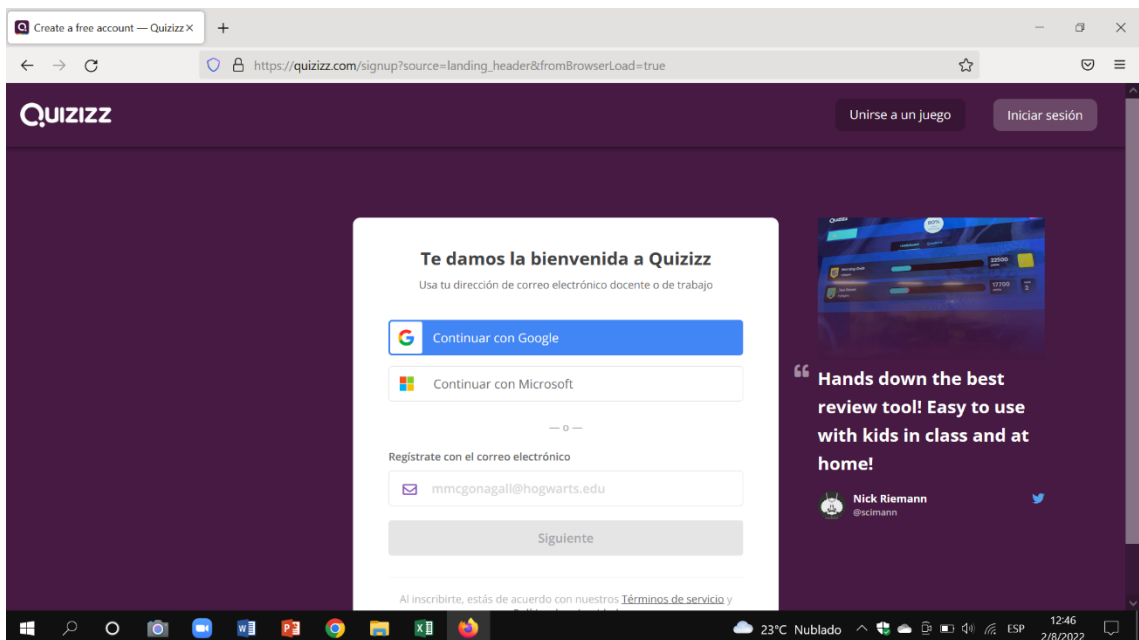 Create a free account — Quizizz
https://quizizz.com/signup?source=landing_header&fromBrowserLoad=true
QUIZIZZ
Unirse a un juego
Iniciar sesión
Te damos la bienvenida a Quizizz
Usa tu dirección de correo electrónico docente o de trabajo
Continuar con Google
Continuar con Microsoft
— o —
Regístrate con el correo electrónico
mmcgonagall@hogwarts.edu
Siguiente
Al inscribirte, estás de acuerdo con nuestros Términos de servicio y
“ Hands down the best
review tool! Easy to use
with kids in class and at
home!
Nick Riemann
@scimann
23°C Nublado
ESP
12:46
2/8/2022